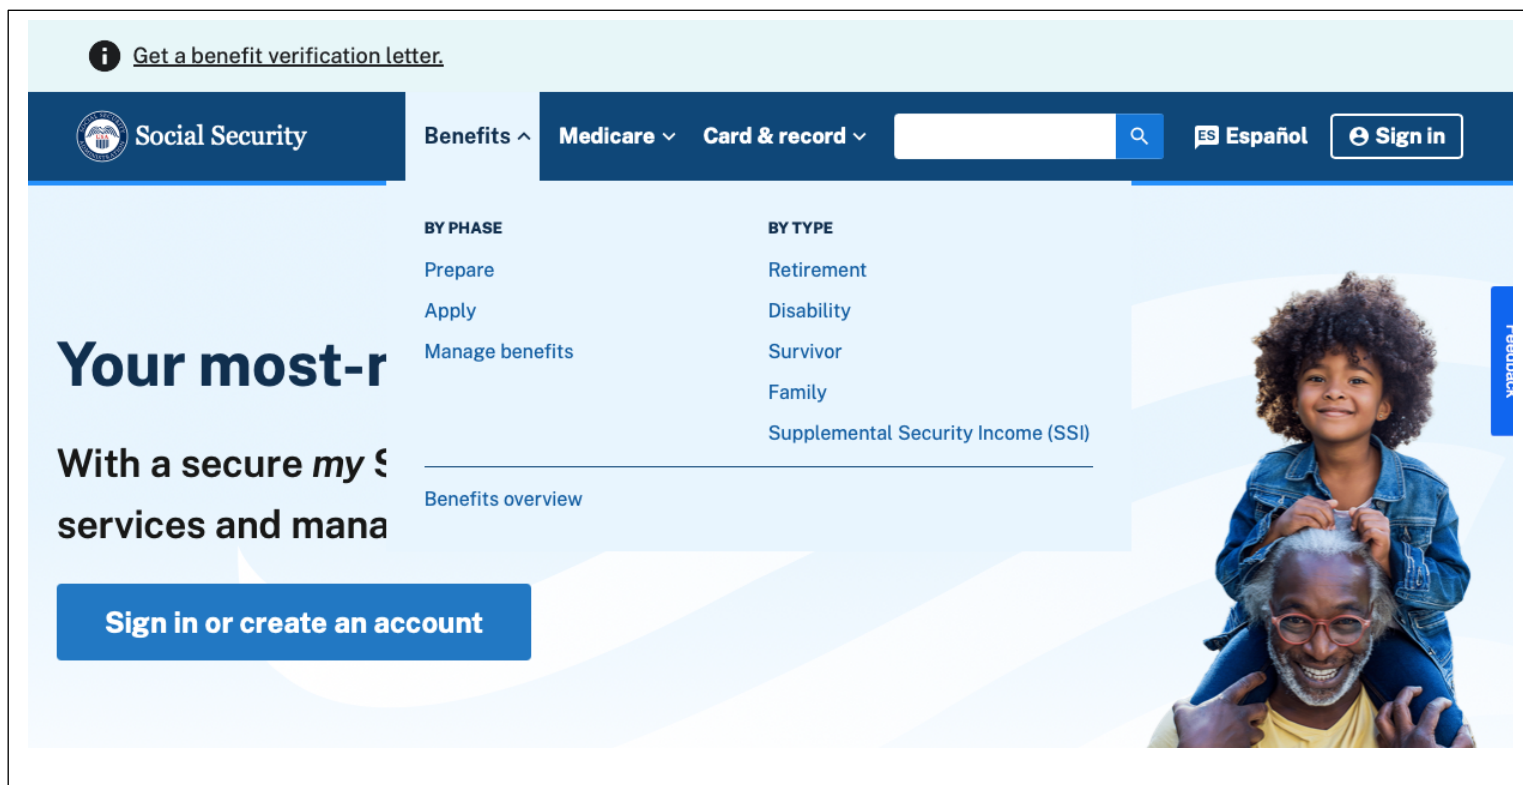 Get a benefit verification letter.
Social Security
Benefits
Medicare
Card & record
ES Español
Sign in
BY PHASE
Prepare
Apply
Manage benefits
BY TYPE
Retirement
Disability
Survivor
Family
Supplemental Security Income (SSI)
Benefits overview
Your most-r
With a secure my S
services and mana
Sign in or create an account
Feedback